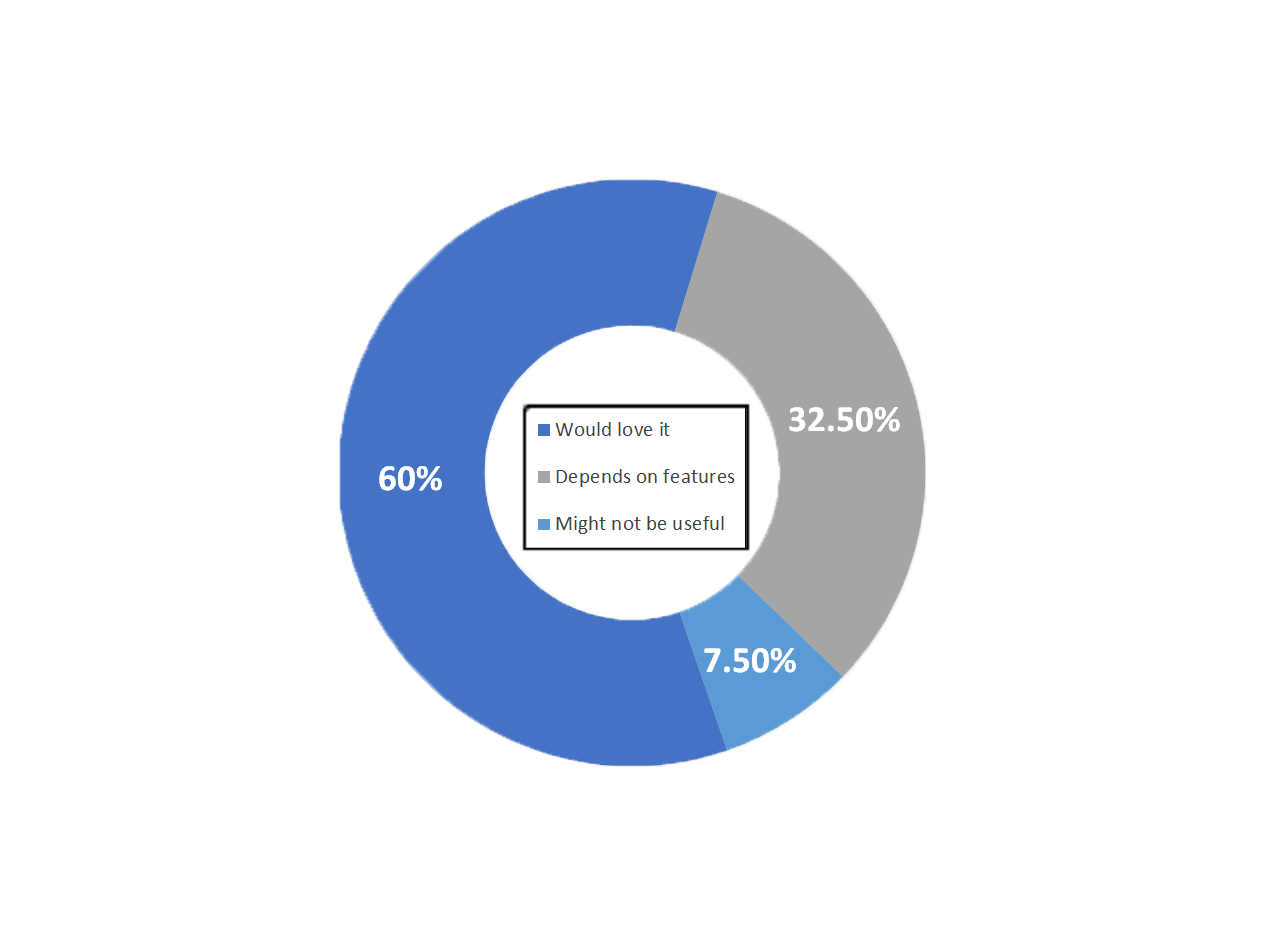 32.50%
Would love it
60%
Depends on features
Might not be useful
7.50%